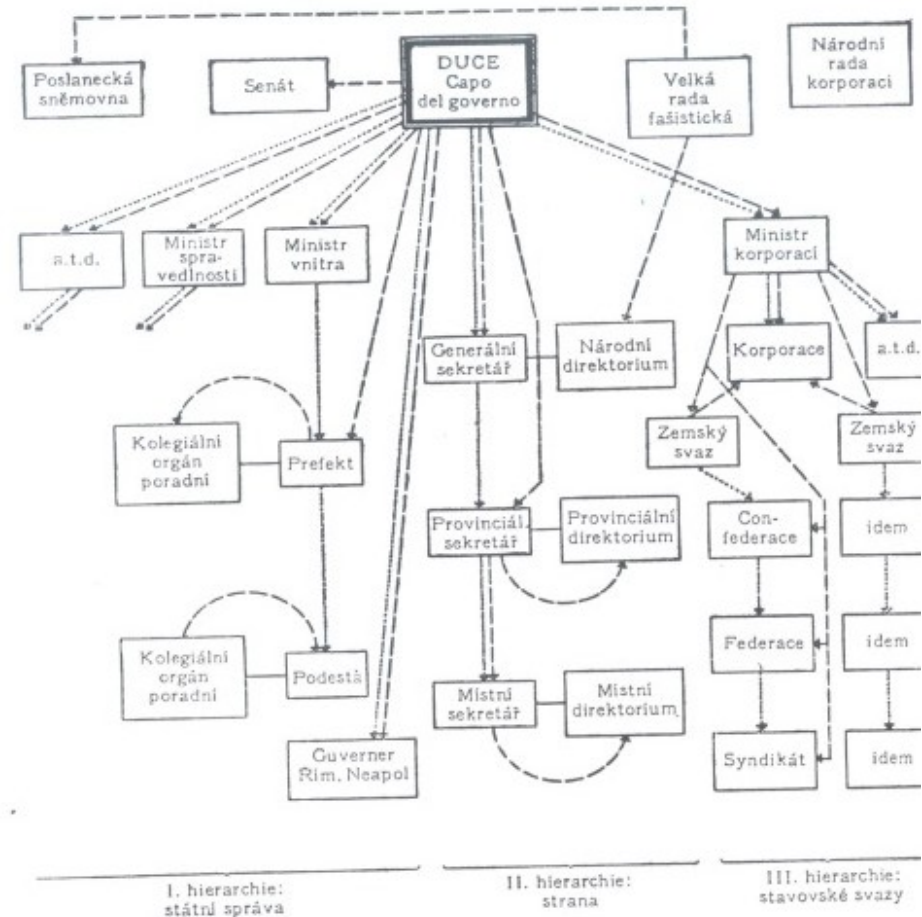 Poslanecká
sněmovna
Senát
DUCE
Capo
del governo
Velká
rada
fašistická
Národní
rada
korporací
a.t.d.
Ministr
spra-
vedlnosti
Ministr
vnitra
Ministr
korporací
Generální
sekretář
Národní
direktorium
Korporace
a.t.d.
Kolegiální
orgán
poradní
Prefekt
Zemský
svaz
Zemský
svaz
Provinciál.
sekretář
Provinciální
direktorium
Con-
federace
idem
Kolegiální
orgán
poradní
Podestà
Federace
idem
Místní
sekretář
Místní
direktorium
Guverner
Řím, Neapol
Syndikát
idem
I. hierarchie:
státní správa
II. hierarchie:
strana
III. hierarchie:
stavovské svazy